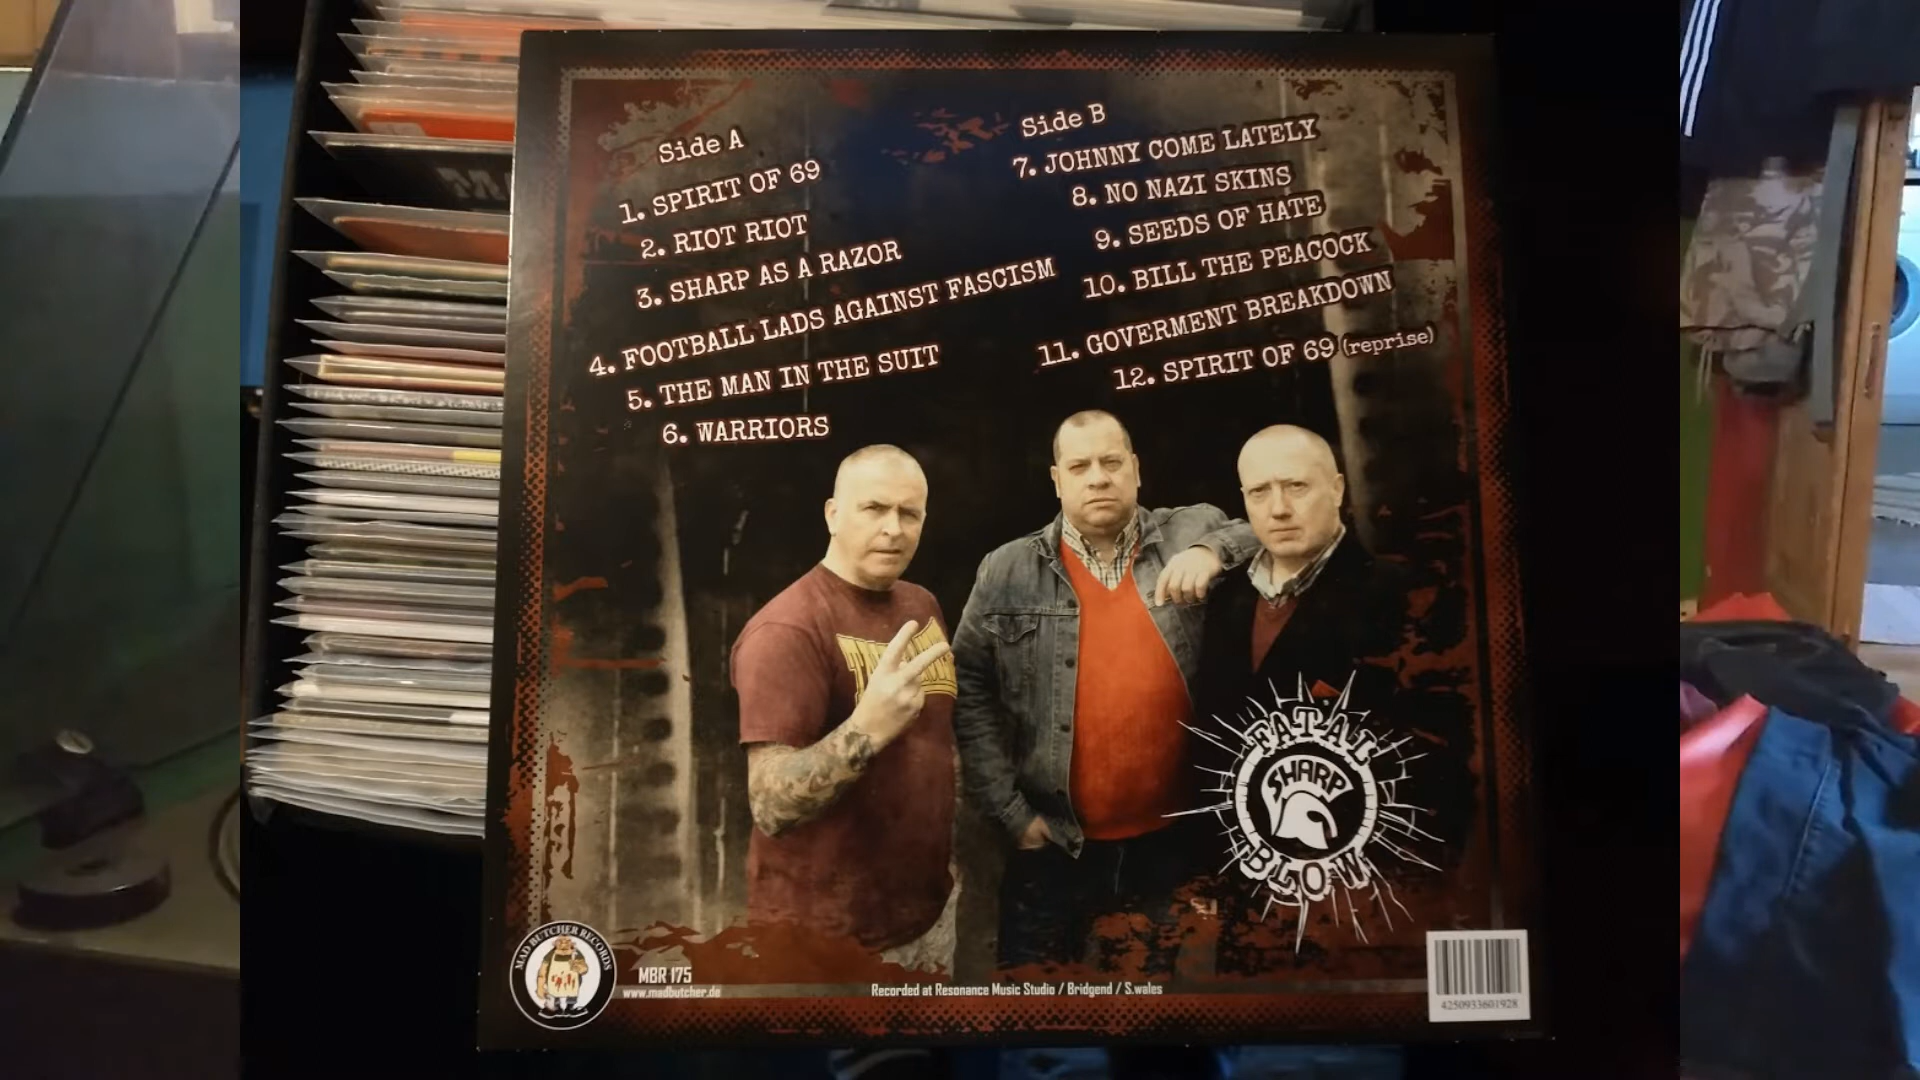 Side A
1. SPIRIT OF 69
2. RIOT RIOT
3. SHARP AS A RAZOR
4. FOOTBALL LADS AGAINST FASCISM
5. THE MAN IN THE SUIT
6. WARRIORS
Side B
7. JOHNNY COME LATELY
8. NO NAZI SKINS
9. SEEDS OF HATE
10. BILL THE PEACOCK
11. GOVERMENT BREAKDOWN
12. SPIRIT OF 69 (reprise)
FATAL
SHARP
BLOW
MAD BUTCHER RECORDS
MBR 175
www.madbutcher.de
Recorded at Resonance Music Studio / Bridgend / S.wales
4250933601928